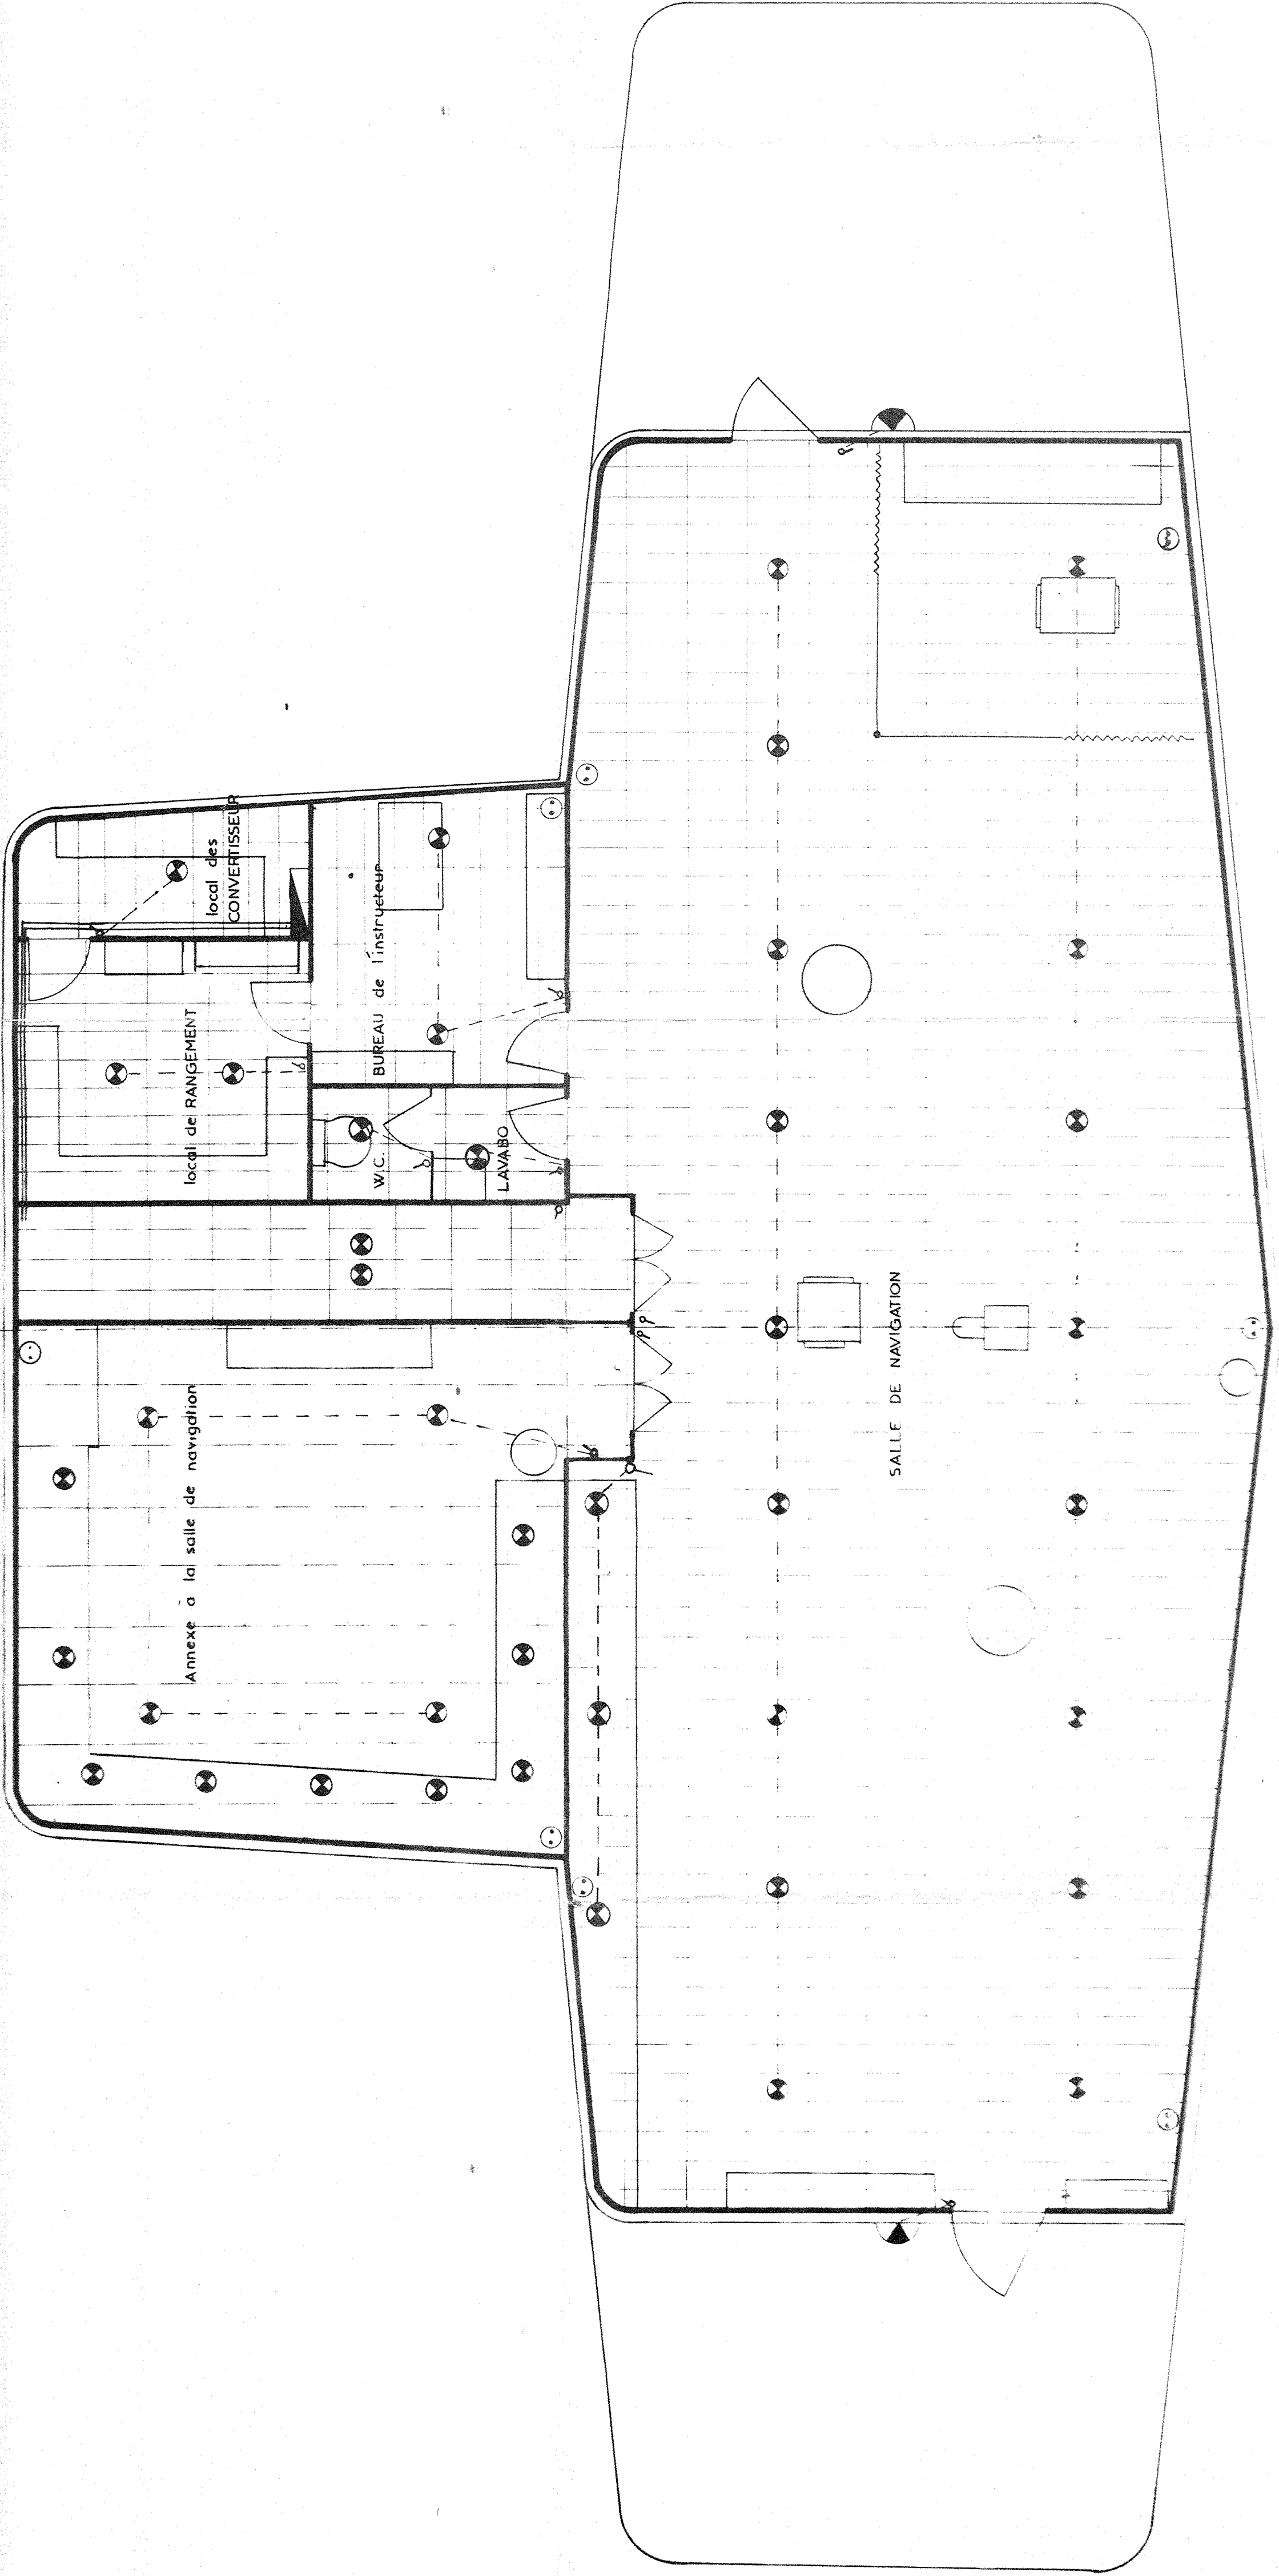 local des
CONVERTISSEUR
BUREAU de l'instructeur
local de RANGEMENT
W.C.
LAVABO
SALLE DE NAVIGATION
Annexe à la salle de navigation